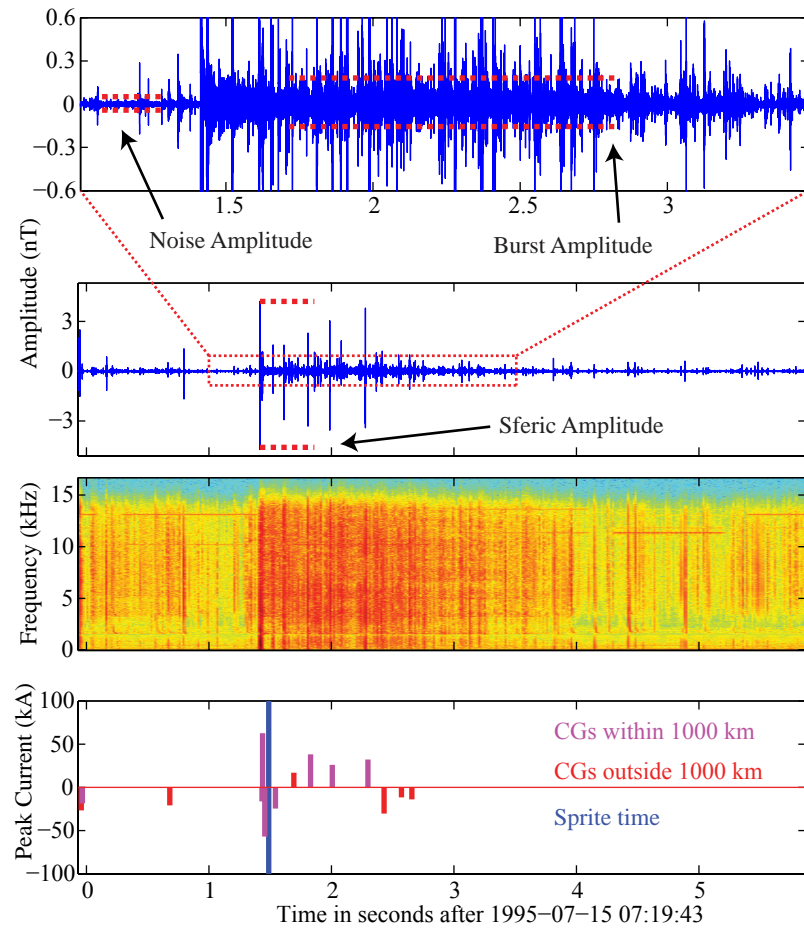 0.6
0.3
0
−0.3
−0.6
1.5
2
2.5
3
Noise Amplitude
Burst Amplitude
Amplitude (nT)
3
0
−3
Sferic Amplitude
15
10
5
0
Frequency (kHz)
100
50
0
−50
−100
Peak Current (kA)
CGs within 1000 km
CGs outside 1000 km
Sprite time
0
1
2
3
4
5
Time in seconds after 1995−07−15 07:19:43